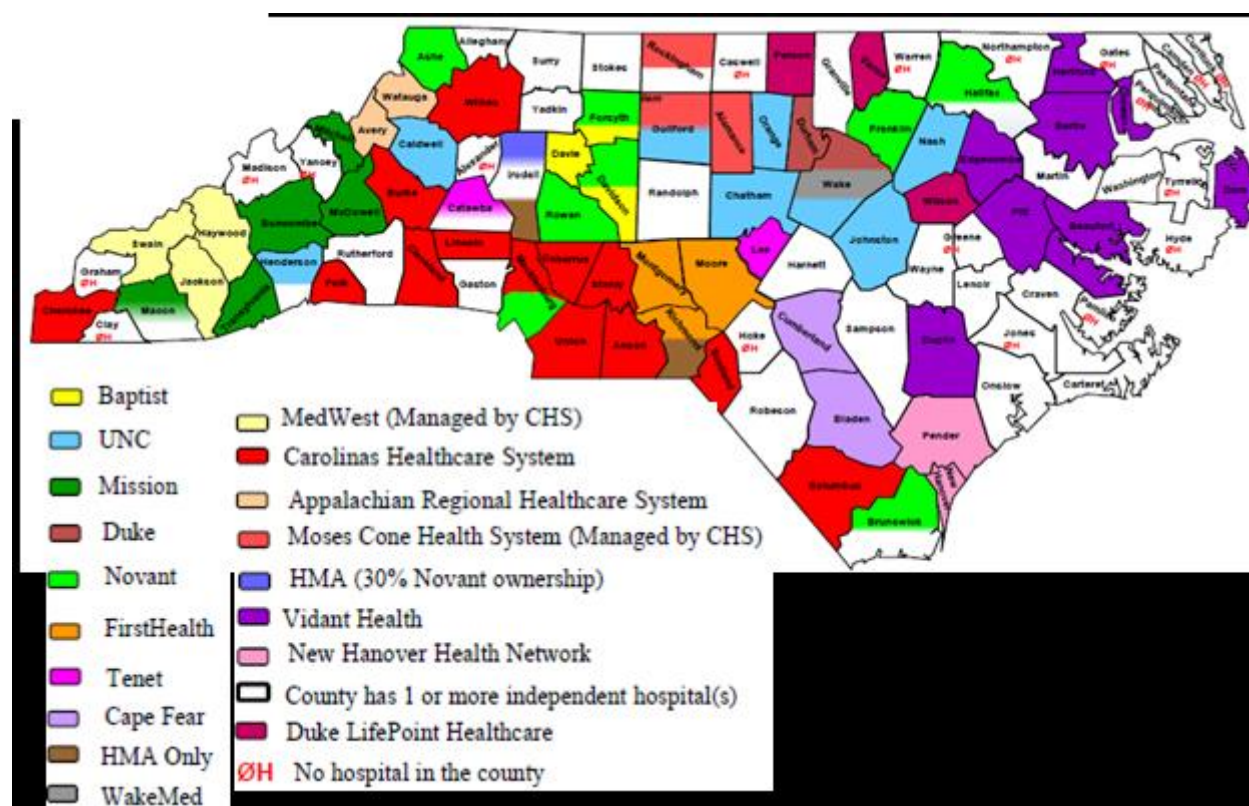 Alleghany
Ashe
Surry
Stokes
Rockingham
Caswell
ØH
Person
Granville
Warren
ØH
Northampton
ØH
Gates
ØH
Halifax
Watauga
Wilkes
Yadkin
Forsyth
Guilford
Alamance
Orange
Durham
Franklin
Nash
Avery
Caldwell
Alexander
ØH
Iredell
Davie
Davidson
Randolph
Chatham
Wake
Edgecombe
Martin
Washington
Tyrrell
ØH
Madison
ØH
Yancey
Burke
McDowell
Catawba
Rowan
Lee
Johnston
Wilson
Pitt
Beaufort
Hyde
ØH
Buncombe
Haywood
Swain
Graham
ØH
Jackson
Henderson
Rutherford
Polk
Lincoln
Gaston
Cabarrus
Stanly
Montgomery
Moore
Harnett
Wayne
Greene
ØH
Lenoir
Craven
Pamlico
ØH
Cherokee
Clay
ØH
Macon
Union
Anson
Richmond
Hoke
ØH
Cumberland
Sampson
Duplin
Jones
ØH
Onslow
Carteret
Robeson
Bladen
Pender
Columbus
Brunswick
Baptist
UNC
Mission
Duke
Novant
FirstHealth
Tenet
Cape Fear
HMA Only
WakeMed
MedWest (Managed by CHS)
Carolinas Healthcare System
Appalachian Regional Healthcare System
Moses Cone Health System (Managed by CHS)
HMA (30% Novant ownership)
Vidant Health
New Hanover Health Network
County has 1 or more independent hospital(s)
Duke LifePoint Healthcare
ØH No hospital in the county